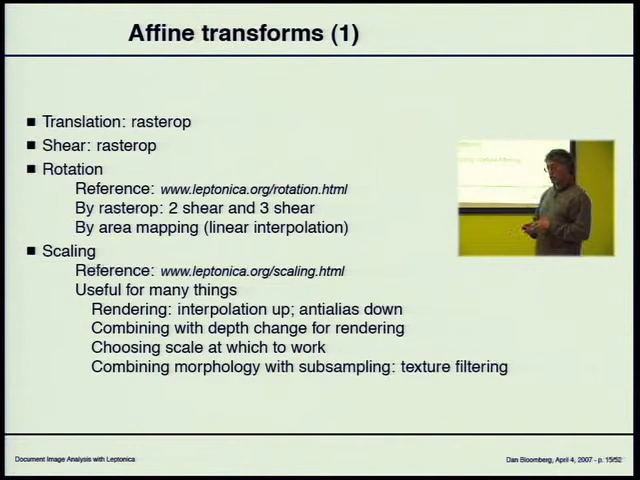 Affine transforms (1)
Translation: rasterop
Shear: rasterop
Rotation
Reference: www.leptonica.org/rotation.html
By rasterop: 2 shear and 3 shear
By area mapping (linear interpolation)
Scaling
Reference: www.leptonica.org/scaling.html
Useful for many things
Rendering: interpolation up; antialias down
Combining with depth change for rendering
Choosing scale at which to work
Combining morphology with subsampling: texture filtering
Document Image Analysis with Leptonica
Dan Bloomberg, April 4, 2007 - p. 15/52